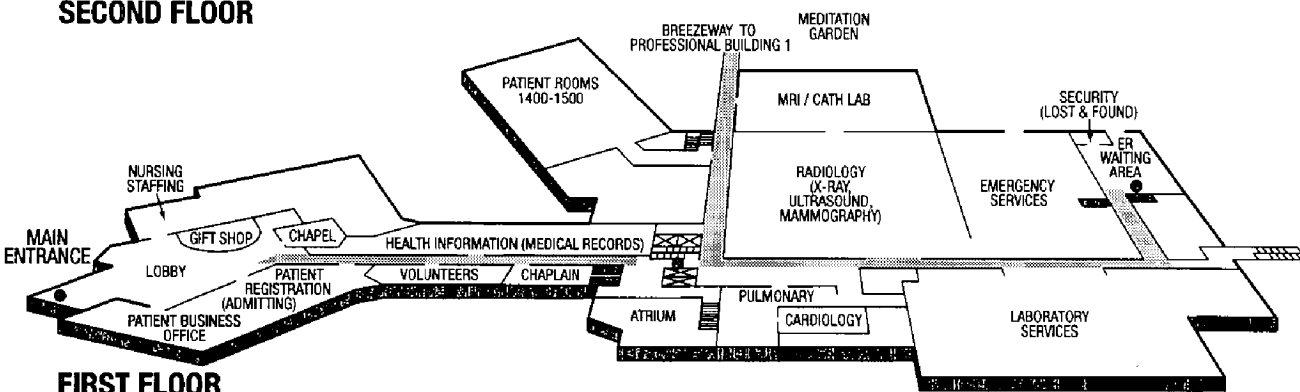 SECOND FLOOR
MEDITATION
GARDEN
BREEZEWAY TO
PROFESSIONAL BUILDING 1
PATIENT ROOMS
1400-1500
MRI / CATH LAB
SECURITY
(LOST & FOUND)
ER
WAITING
AREA
NURSING
STAFFING
RADIOLOGY
(X-RAY,
ULTRASOUND,
MAMMOGRAPHY)
EMERGENCY
SERVICES
MAIN
ENTRANCE
GIFT SHOP
CHAPEL
HEALTH INFORMATION (MEDICAL RECORDS)
LOBBY
PATIENT
REGISTRATION
(ADMITTING)
VOLUNTEERS
CHAPLAIN
PULMONARY
PATIENT BUSINESS
OFFICE
ATRIUM
CARDIOLOGY
LABORATORY
SERVICES
FIRST FLOOR